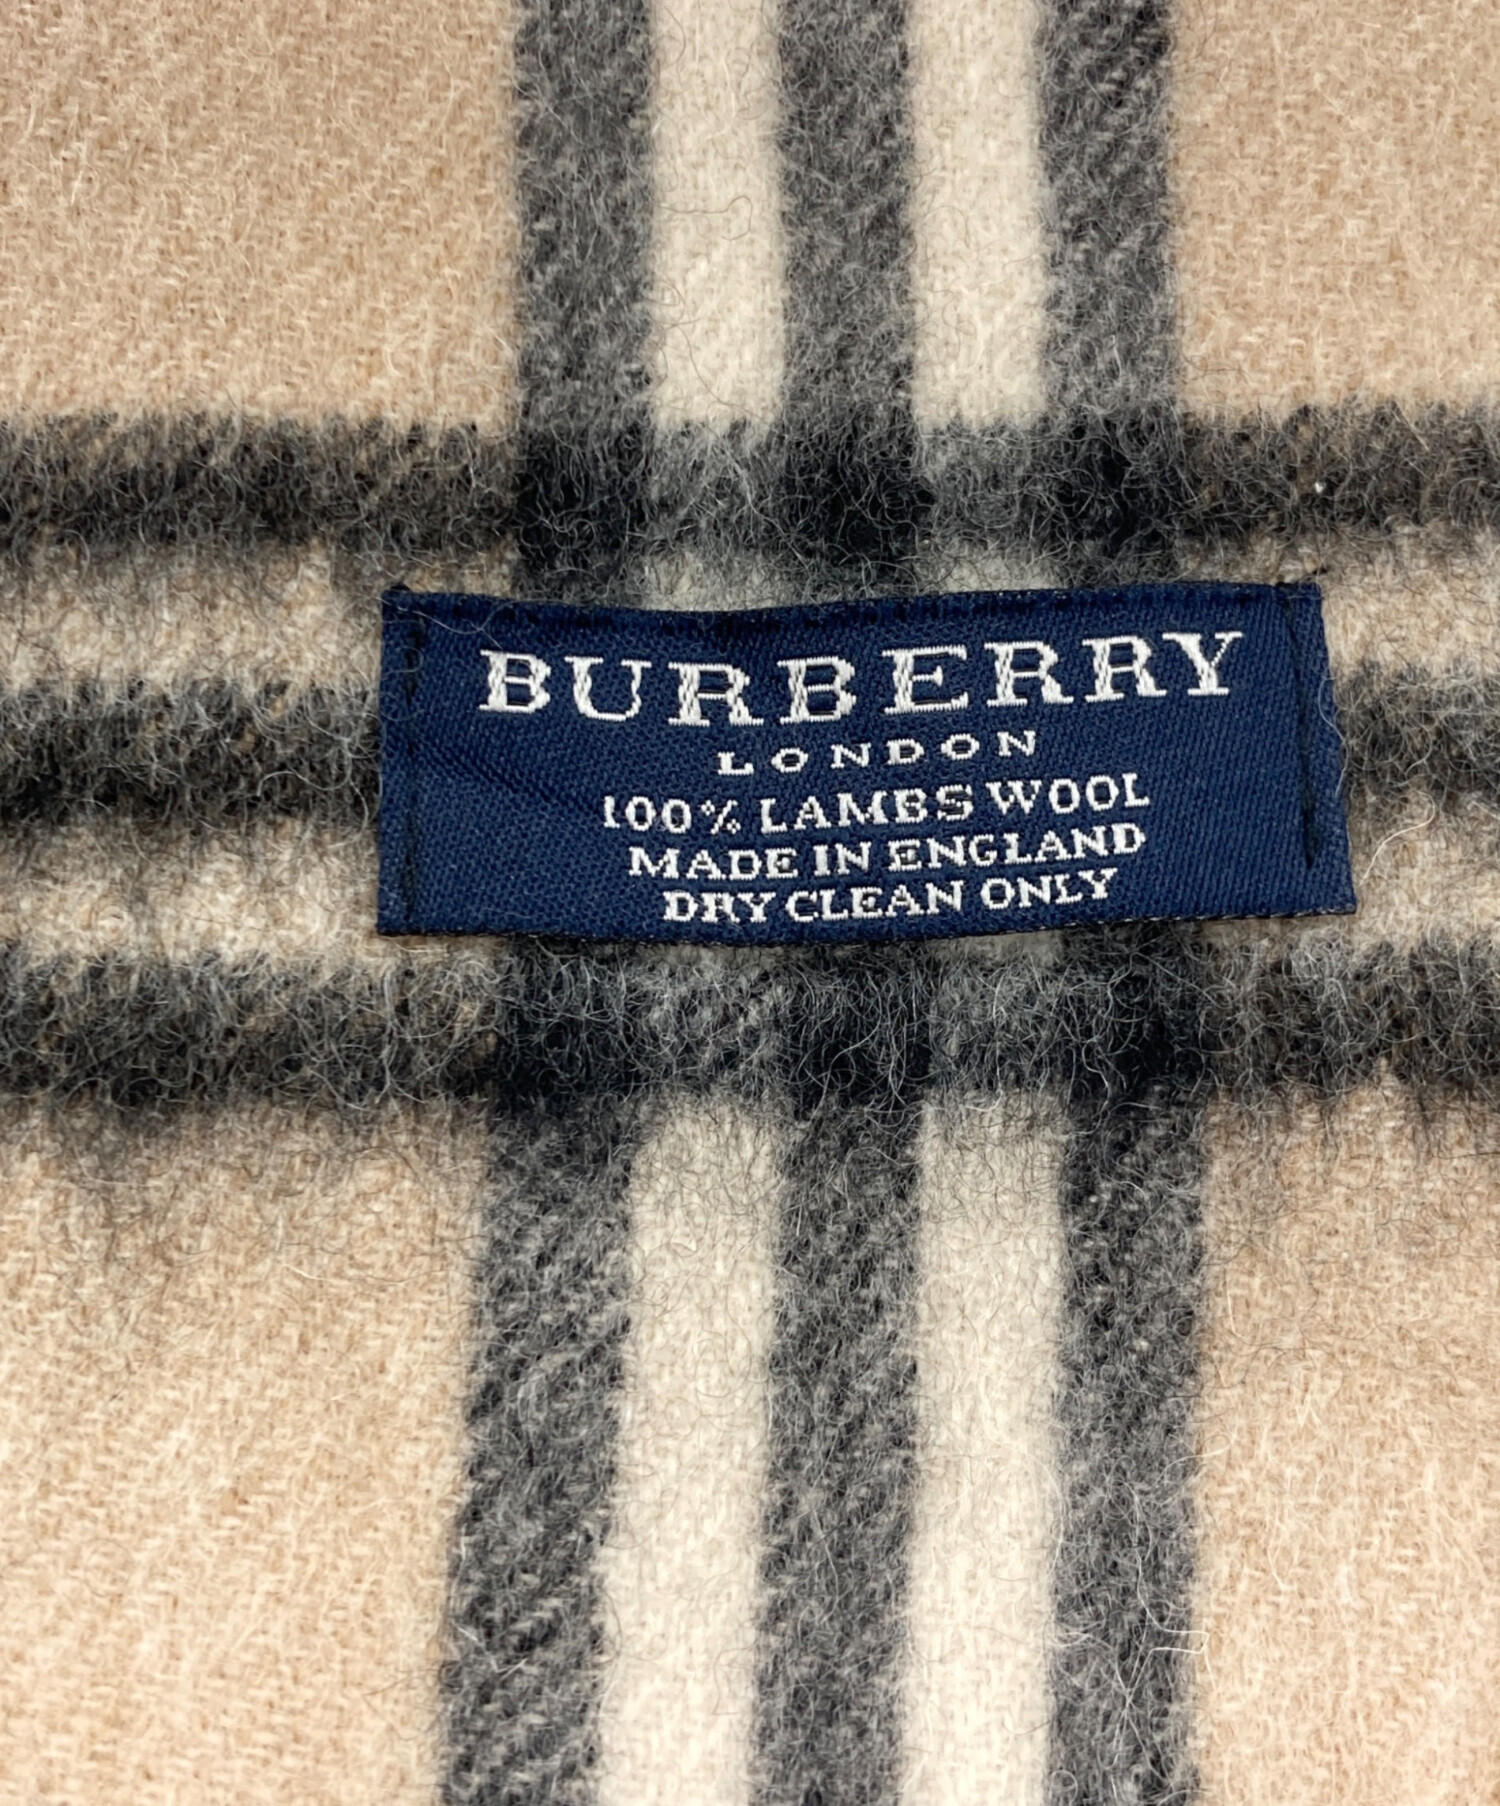 BURBERRY
LONDON
100% LAMBS WOOL
MADE IN ENGLAND
DRY CLEAN ONLY